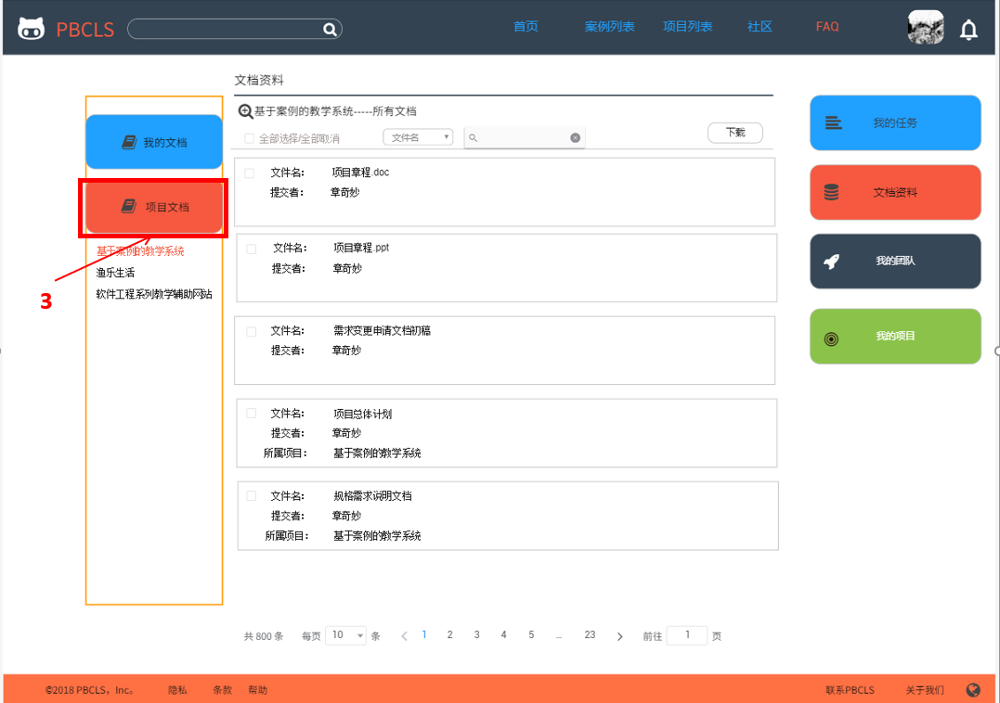 PBCLS
首页 案例列表 项目列表 社区 FAQ
文档资料
基于案例的教学系统-----所有文档
全部选择/全部取消 文件名 下载
我的文档
项目文档
基于案例的教学系统
渔乐生活
软件工程系列教学辅助网站
3
文件名: 项目章程.doc
提交者: 章奇妙
文件名: 项目章程.ppt
提交者: 章奇妙
文件名: 需求变更申请文档初稿
提交者: 章奇妙
文件名: 项目总体计划
提交者: 章奇妙
所属项目: 基于案例的教学系统
文件名: 规格需求说明文档
提交者: 章奇妙
所属项目: 基于案例的教学系统
我的任务
文档资料
我的团队
我的项目
共 800 条 每页 10 条 1 2 3 4 5 ... 23 前往 1 页
©2018 PBCLS，Inc。 隐私 条款 帮助 联系PBCLS 关于我们